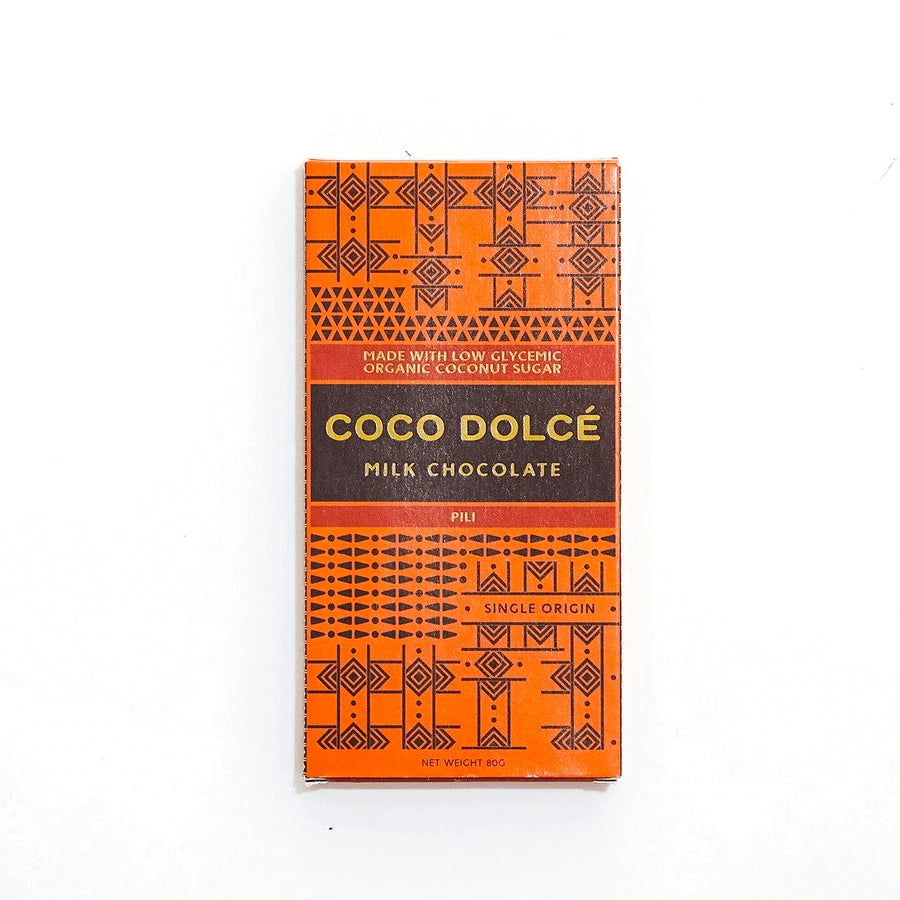 MADE WITH LOW GLYCEMIC
ORGANIC COCONUT SUGAR
COCO DOLCÉ
MILK CHOCOLATE
PILI
SINGLE ORIGIN
NET WEIGHT 80G